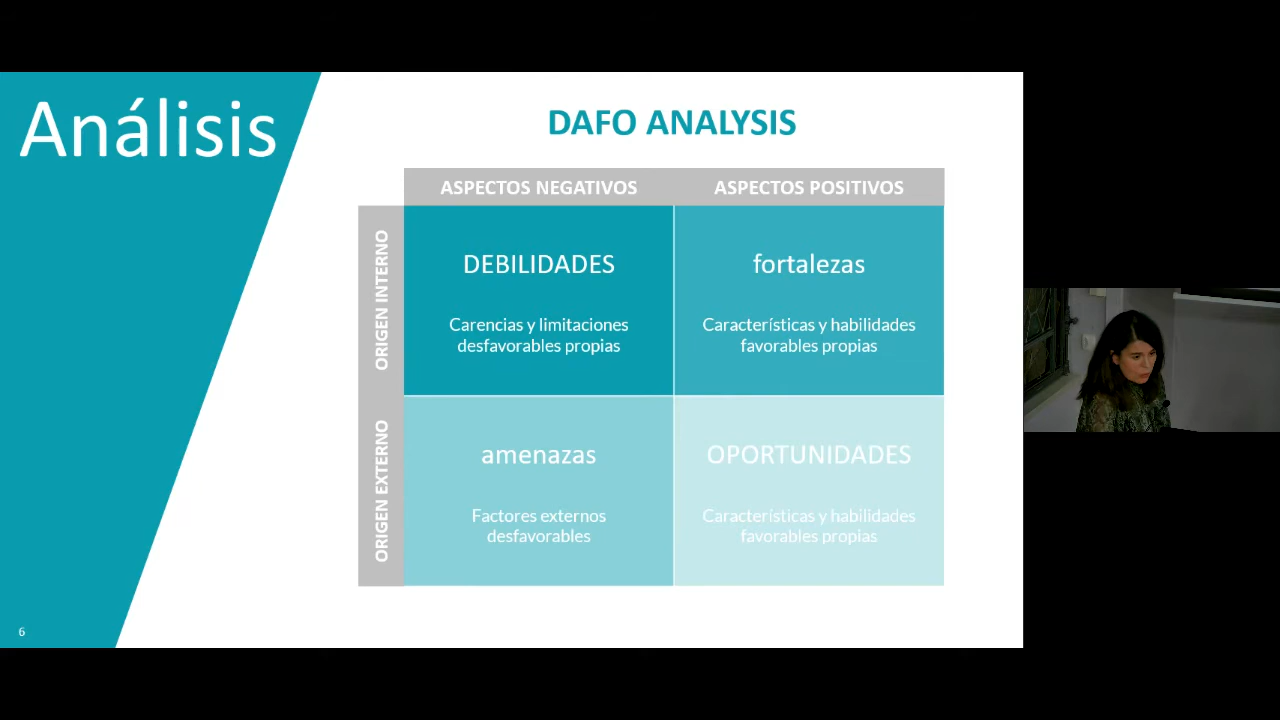 Análisis
DAFO ANALYSIS
ASPECTOS NEGATIVOS
ASPECTOS POSITIVOS
ORIGEN INTERNO
DEBILIDADES
Carencias y limitaciones
desfavorables propias
fortalezas
Características y habilidades
favorables propias
ORIGEN EXTERNO
amenazas
Factores externos
desfavorables
OPORTUNIDADES
Características y habilidades
favorables propias
6